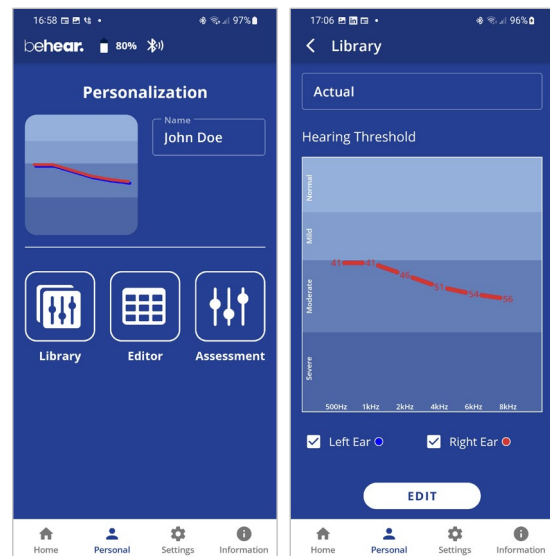 16:58
97%
behear.
80%
Personalization
Name
John Doe
Library
Editor
Assessment
Home
Personal
Settings
Information
17:06
96%
Library
Actual
Hearing Threshold
Normal
Mild
Moderate
Severe
41
41
46
51
54
56
500Hz 1kHz 2kHz 4kHz 6kHz 8kHz
Left Ear
Right Ear
EDIT
Home
Personal
Settings
Information